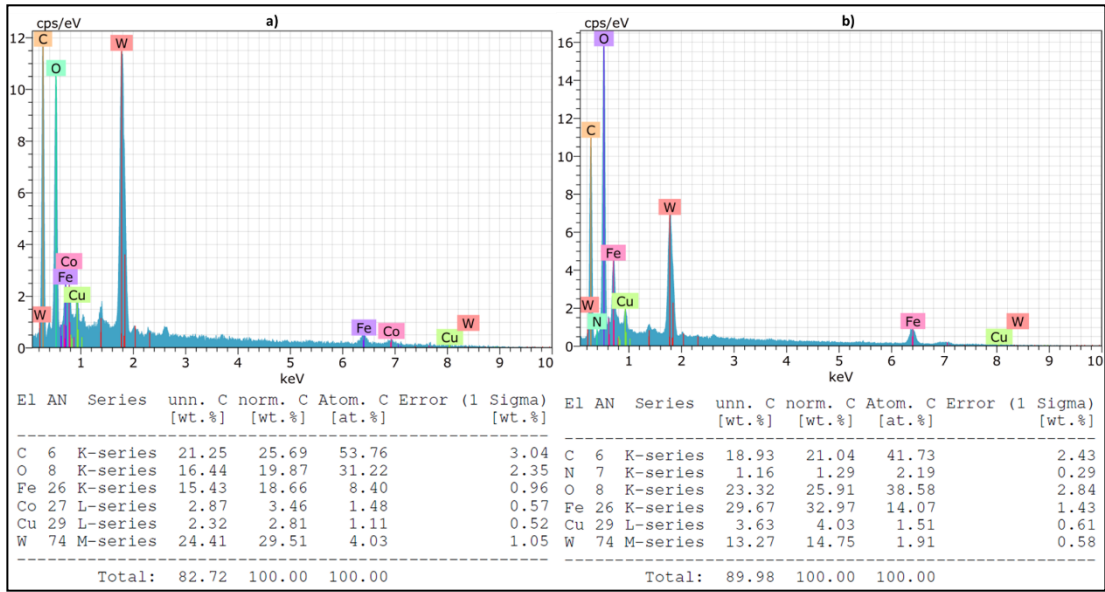 a)
cps/eV
12
10
8
6
4
2
0
C
O
W
Co
Fe
Cu
W
Fe
Co
Cu
W
1 2 3 4 5 6 7 8 9 10
keV
El AN Series unn. C norm. C Atom. C Error (1 Sigma)
[wt.%] [wt.%] [at.%] [wt.%]
C 6 K-series 21.25 25.69 53.76 3.04
O 8 K-series 16.44 19.87 31.22 2.35
Fe 26 K-series 15.43 18.66 8.40 0.96
Co 27 L-series 2.87 3.46 1.48 0.57
Cu 29 L-series 2.32 2.81 1.11 0.52
W 74 M-series 24.41 29.51 4.03 1.05
Total: 82.72 100.00 100.00
b)
cps/eV
16
14
12
10
8
6
4
2
0
O
C
W
Fe
Cu
W
N
Fe
Cu
W
1 2 3 4 5 6 7 8 9 10
keV
El AN Series unn. C norm. C Atom. C Error (1 Sigma)
[wt.%] [wt.%] [at.%] [wt.%]
C 6 K-series 18.93 21.04 41.73 2.43
N 7 K-series 1.16 1.29 2.19 0.29
O 8 K-series 23.32 25.91 38.58 2.84
Fe 26 K-series 29.67 32.97 14.07 1.43
Cu 29 L-series 3.63 4.03 1.51 0.61
W 74 M-series 13.27 14.75 1.91 0.58
Total: 89.98 100.00 100.00